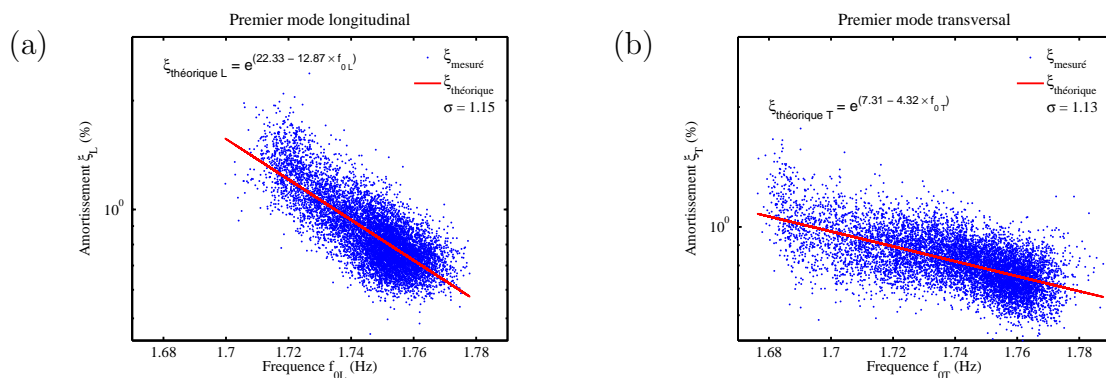 (a)
Premier mode longitudinal
ξthéorique L = e(22.33 − 12.87 × f0 L)
ξmesuré
ξthéorique
σ = 1.15
Amortissement ξL (%)
10^0
1.68 1.7 1.72 1.74 1.76 1.78
Frequence f0L (Hz)
(b)
Premier mode transversal
ξthéorique T = e(7.31 − 4.32 × f0 T)
ξmesuré
ξthéorique
σ = 1.13
Amortissement ξT (%)
10^0
1.68 1.7 1.72 1.74 1.76 1.78
Frequence f0T (Hz)